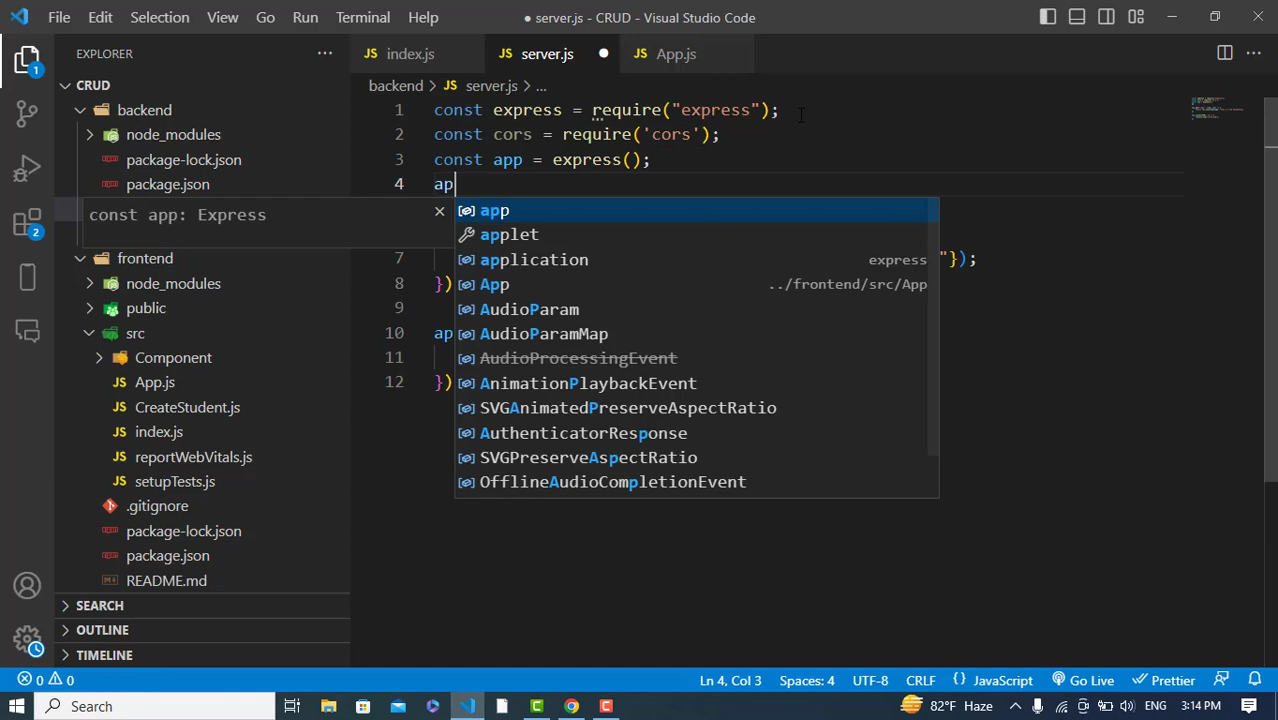 File Edit Selection View Go Run Terminal Help
● server.js - CRUD - Visual Studio Code
EXPLORER
index.js server.js App.js
CRUD
backend > server.js > ...
backend
node_modules
package-lock.json
package.json
1 const express = require("express");
2 const cors = require('cors');
3 const app = express();
4 ap
const app: Express
app
applet
application express
App ../frontend/src/App
AudioParam
AudioParamMap
AudioProcessingEvent
AnimationPlaybackEvent
SVGAnimatedPreserveAspectRatio
AuthenticatorResponse
SVGPreserveAspectRatio
OfflineAudioCompletionEvent
7 "});
8 })
9
10 ap
11
12 })
frontend
node_modules
public
src
Component
App.js
CreateStudent.js
index.js
reportWebVitals.js
setupTests.js
.gitignore
package-lock.json
package.json
README.md
SEARCH
OUTLINE
TIMELINE
1
2
0 0 Ln 4, Col 3 Spaces: 4 UTF-8 CRLF {} JavaScript Go Live Prettier
Search 82°F Haze ENG 3:14 PM